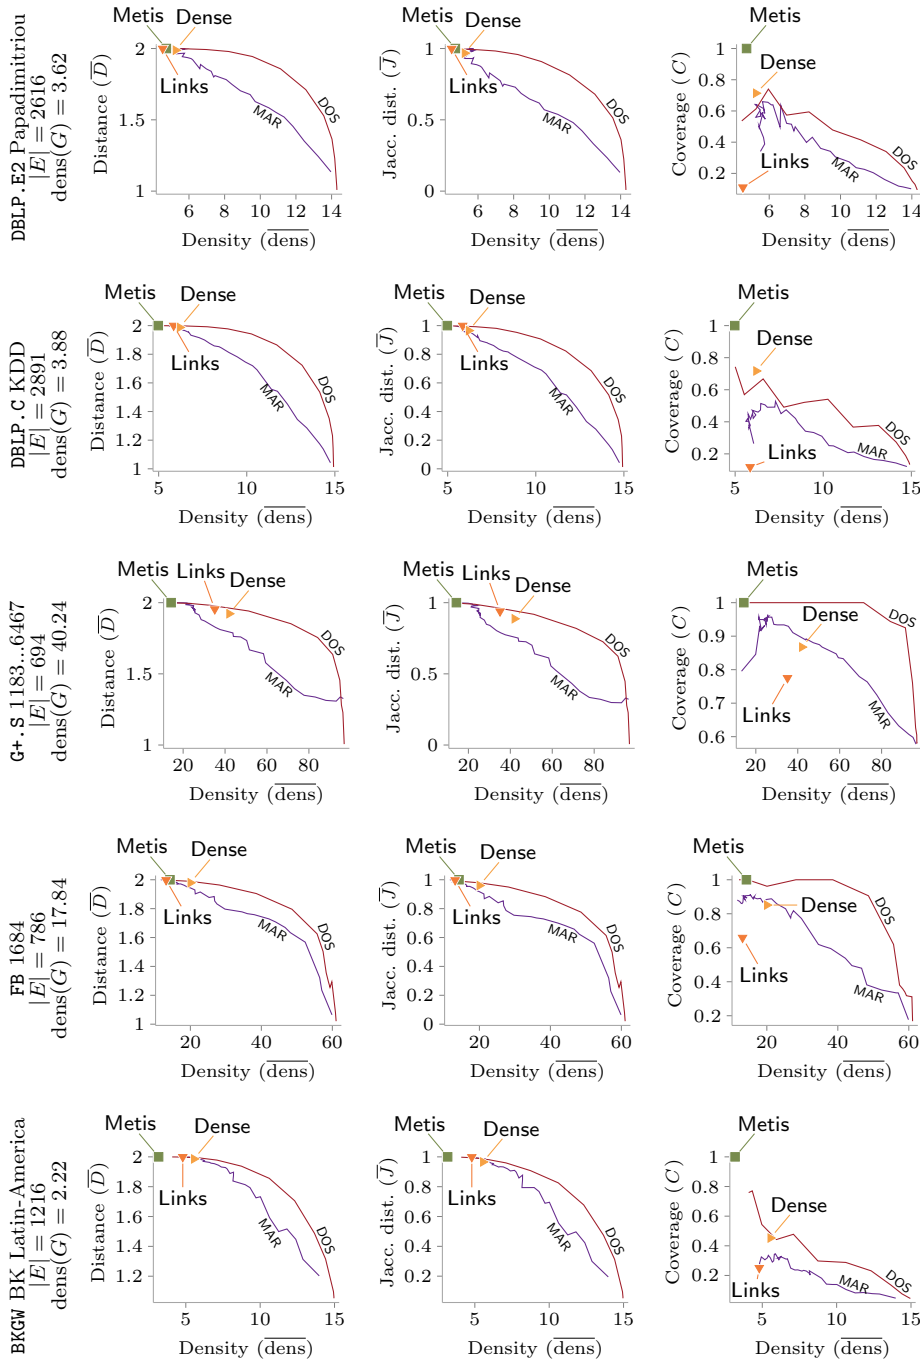 DBLP.E2 Papadimitriou
|E| = 2616
dens(G) = 3.62
Metis
Dense
Links
DOS
MAR
2
1.5
1
Distance (D)
4 6 8 10 12 14
Density (dens)
Metis
Dense
Links
DOS
MAR
1
0.5
0
Jacc. dist. (J)
4 6 8 10 12 14
Density (dens)
Metis
Dense
Links
DOS
MAR
1
0.8
0.6
0.4
0.2
Coverage (C)
6 8 10 12 14
Density (dens)
DBLP.C KDD
|E| = 2891
dens(G) = 3.88
Metis
Dense
Links
DOS
MAR
2
1.8
1.6
1.4
1.2
1
Distance (D)
5 10 15
Density (dens)
Metis
Dense
Links
DOS
MAR
1
0.8
0.6
0.4
0.2
0
Jacc. dist. (J)
5 10 15
Density (dens)
Metis
Dense
Links
DOS
MAR
1
0.8
0.6
0.4
0.2
Coverage (C)
5 10 15
Density (dens)
G+.S 1183...6467
|E| = 694
dens(G) = 40.24
Metis
Links
Dense
DOS
MAR
2
1.5
1
Distance (D)
20 40 60 80
Density (dens)
Metis
Links
Dense
DOS
MAR
1
0.5
0
Jacc. dist. (J)
20 40 60 80
Density (dens)
Metis
Dense
Links
DOS
MAR
1
0.9
0.8
0.7
0.6
Coverage (C)
20 40 60 80
Density (dens)
FB 1684
|E| = 786
dens(G) = 17.84
Metis
Dense
Links
DOS
MAR
2
1.8
1.6
1.4
1.2
1
Distance (D)
20 40 60
Density (dens)
Metis
Dense
Links
DOS
MAR
1
0.8
0.6
0.4
0.2
0
Jacc. dist. (J)
20 40 60
Density (dens)
Metis
Dense
Links
DOS
MAR
1
0.8
0.6
0.4
0.2
Coverage (C)
20 40 60
Density (dens)
BKGW BK Latin-America
|E| = 1216
dens(G) = 2.22
Metis
Dense
Links
DOS
MAR
2
1.8
1.6
1.4
1.2
Distance (D)
5 10 15
Density (dens)
Metis
Dense
Links
DOS
MAR
1
0.8
0.6
0.4
0.2
Jacc. dist. (J)
5 10 15
Density (dens)
Metis
Dense
Links
DOS
MAR
1
0.8
0.6
0.4
0.2
Coverage (C)
5 10 15
Density (dens)